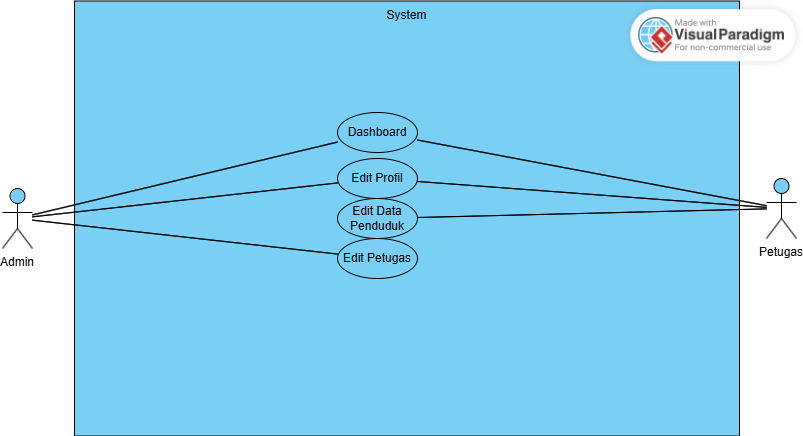 System
Made with
Visual Paradigm
For non-commercial use
Dashboard
Edit Profil
Edit Data
Penduduk
Edit Petugas
Admin
Petugas